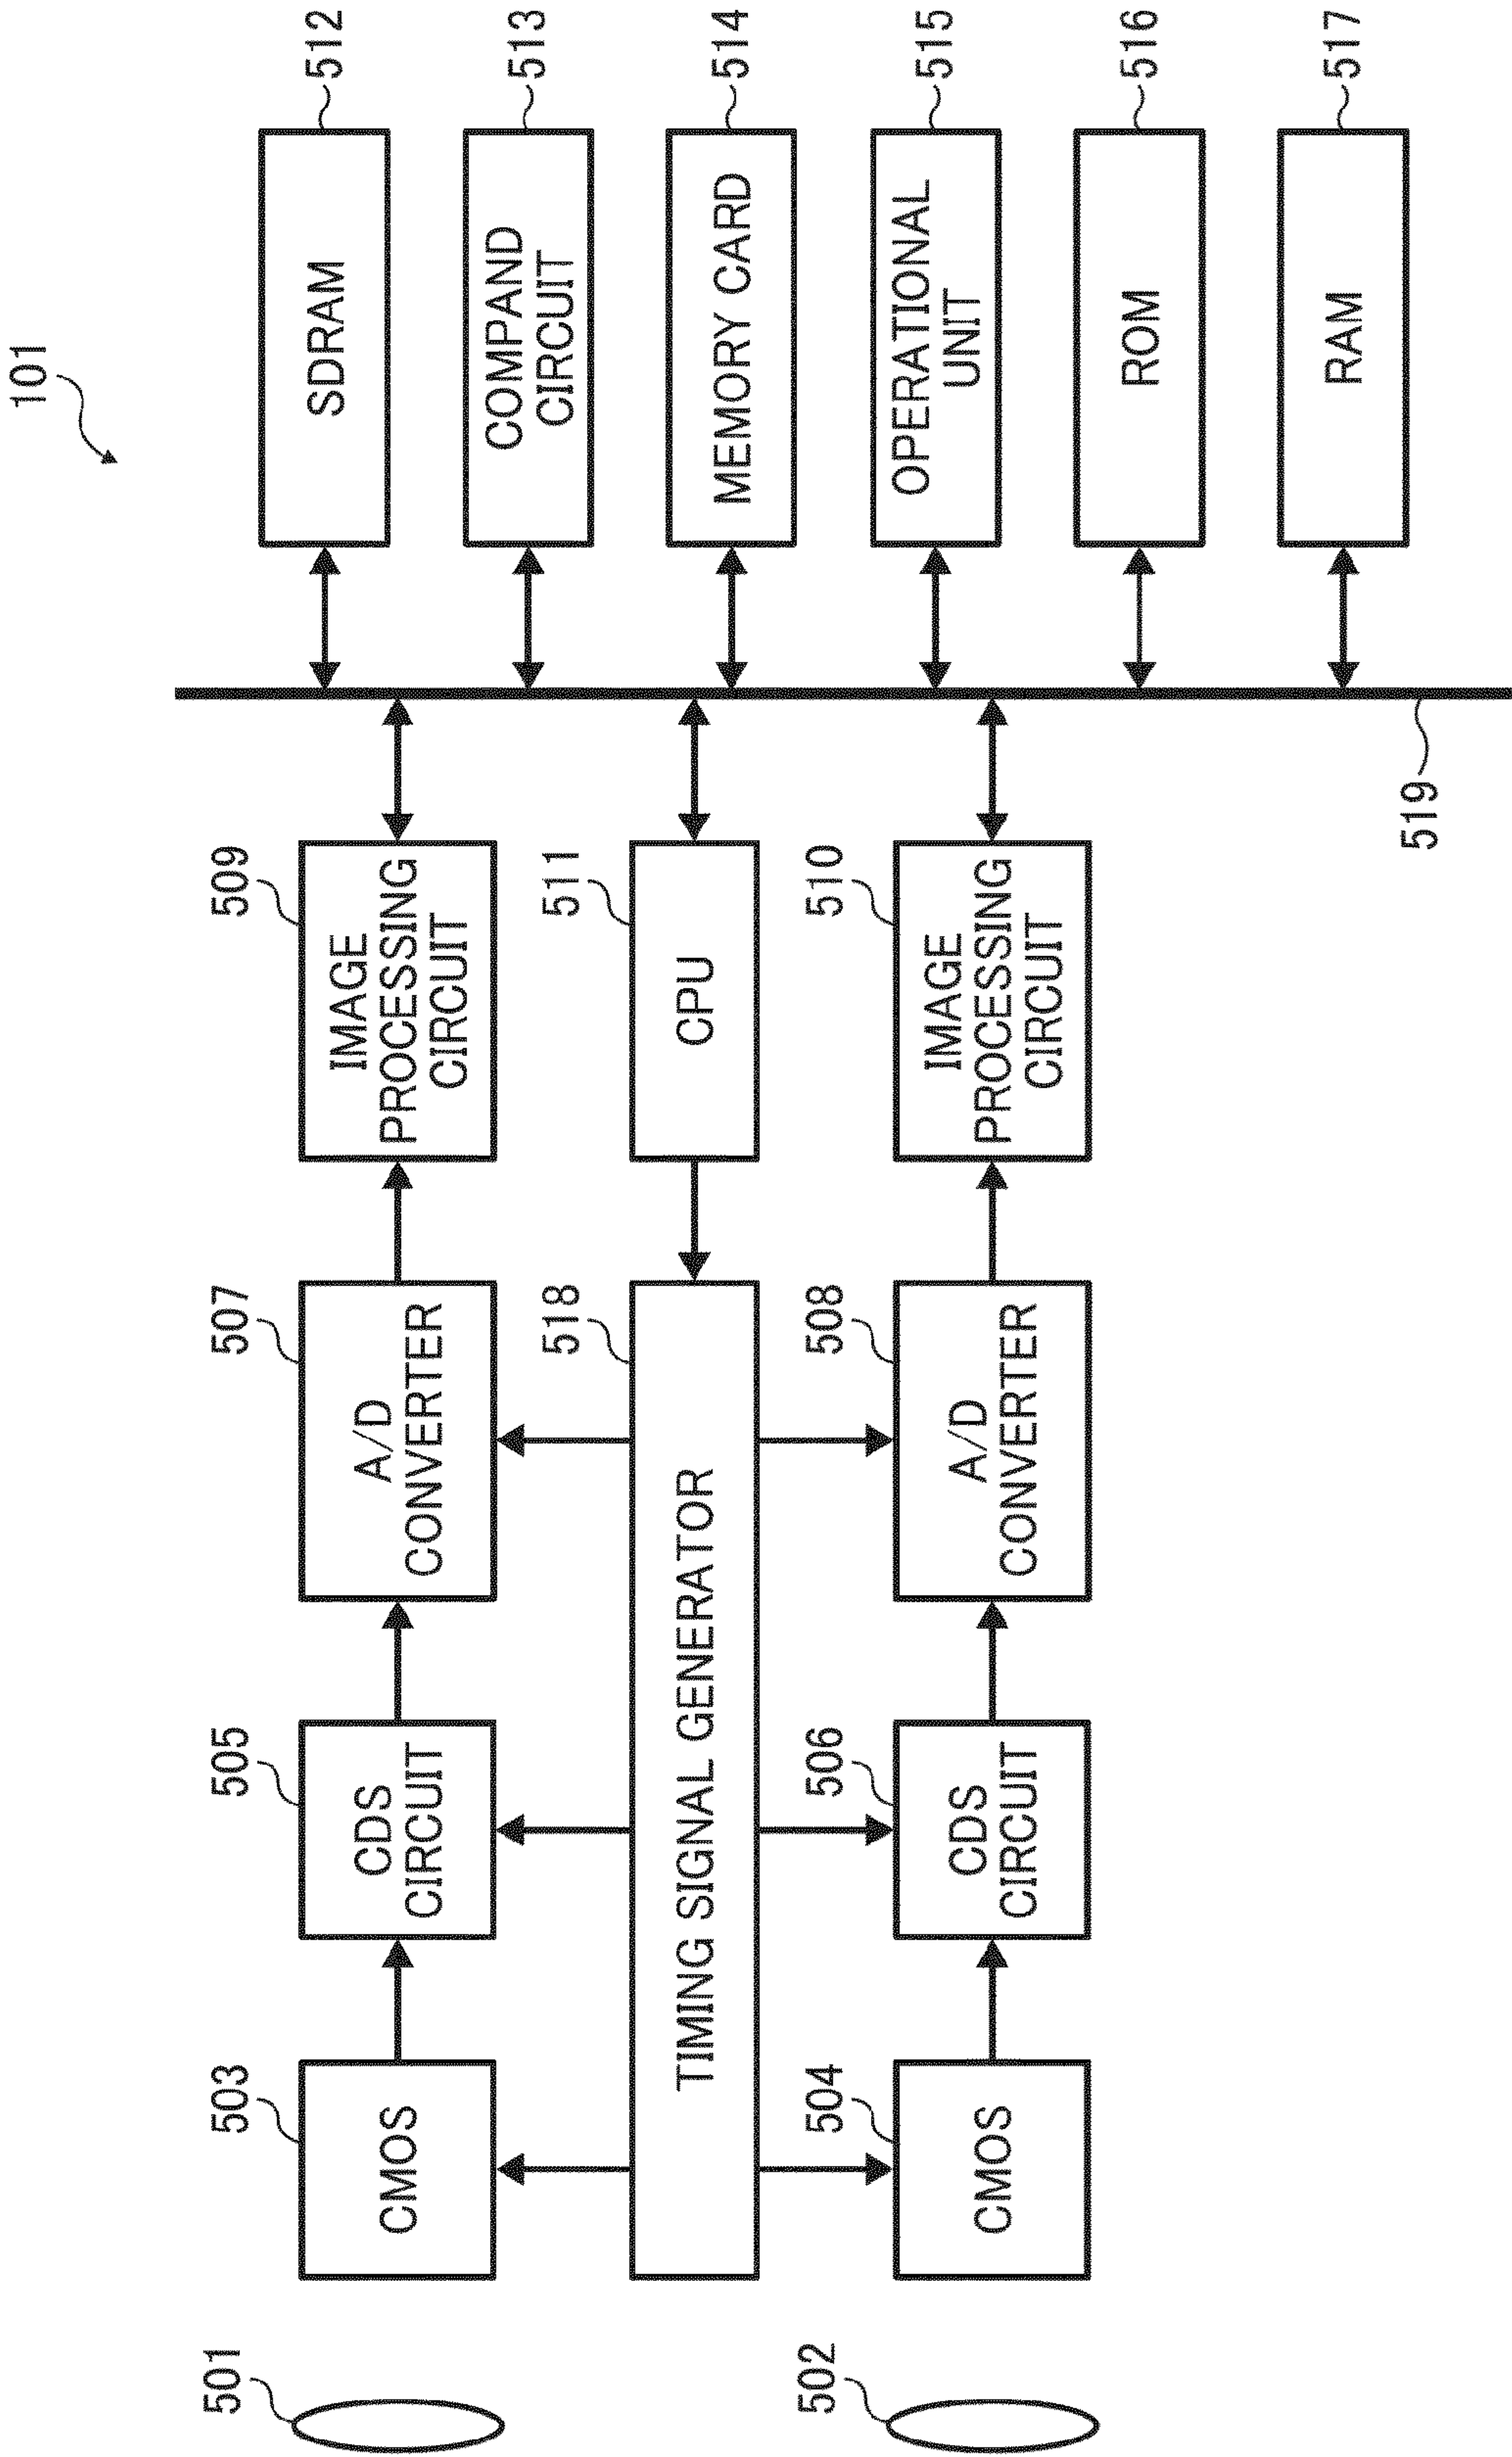 101
501
503
CMOS
505
CDS
CIRCUIT
507
A/D
CONVERTER
509
IMAGE
PROCESSING
CIRCUIT
518
TIMING SIGNAL GENERATOR
511
CPU
502
504
CMOS
506
CDS
CIRCUIT
508
A/D
CONVERTER
510
IMAGE
PROCESSING
CIRCUIT
519
SDRAM
512
COMPAND
CIRCUIT
513
MEMORY CARD
514
OPERATIONAL
UNIT
515
ROM
516
RAM
517